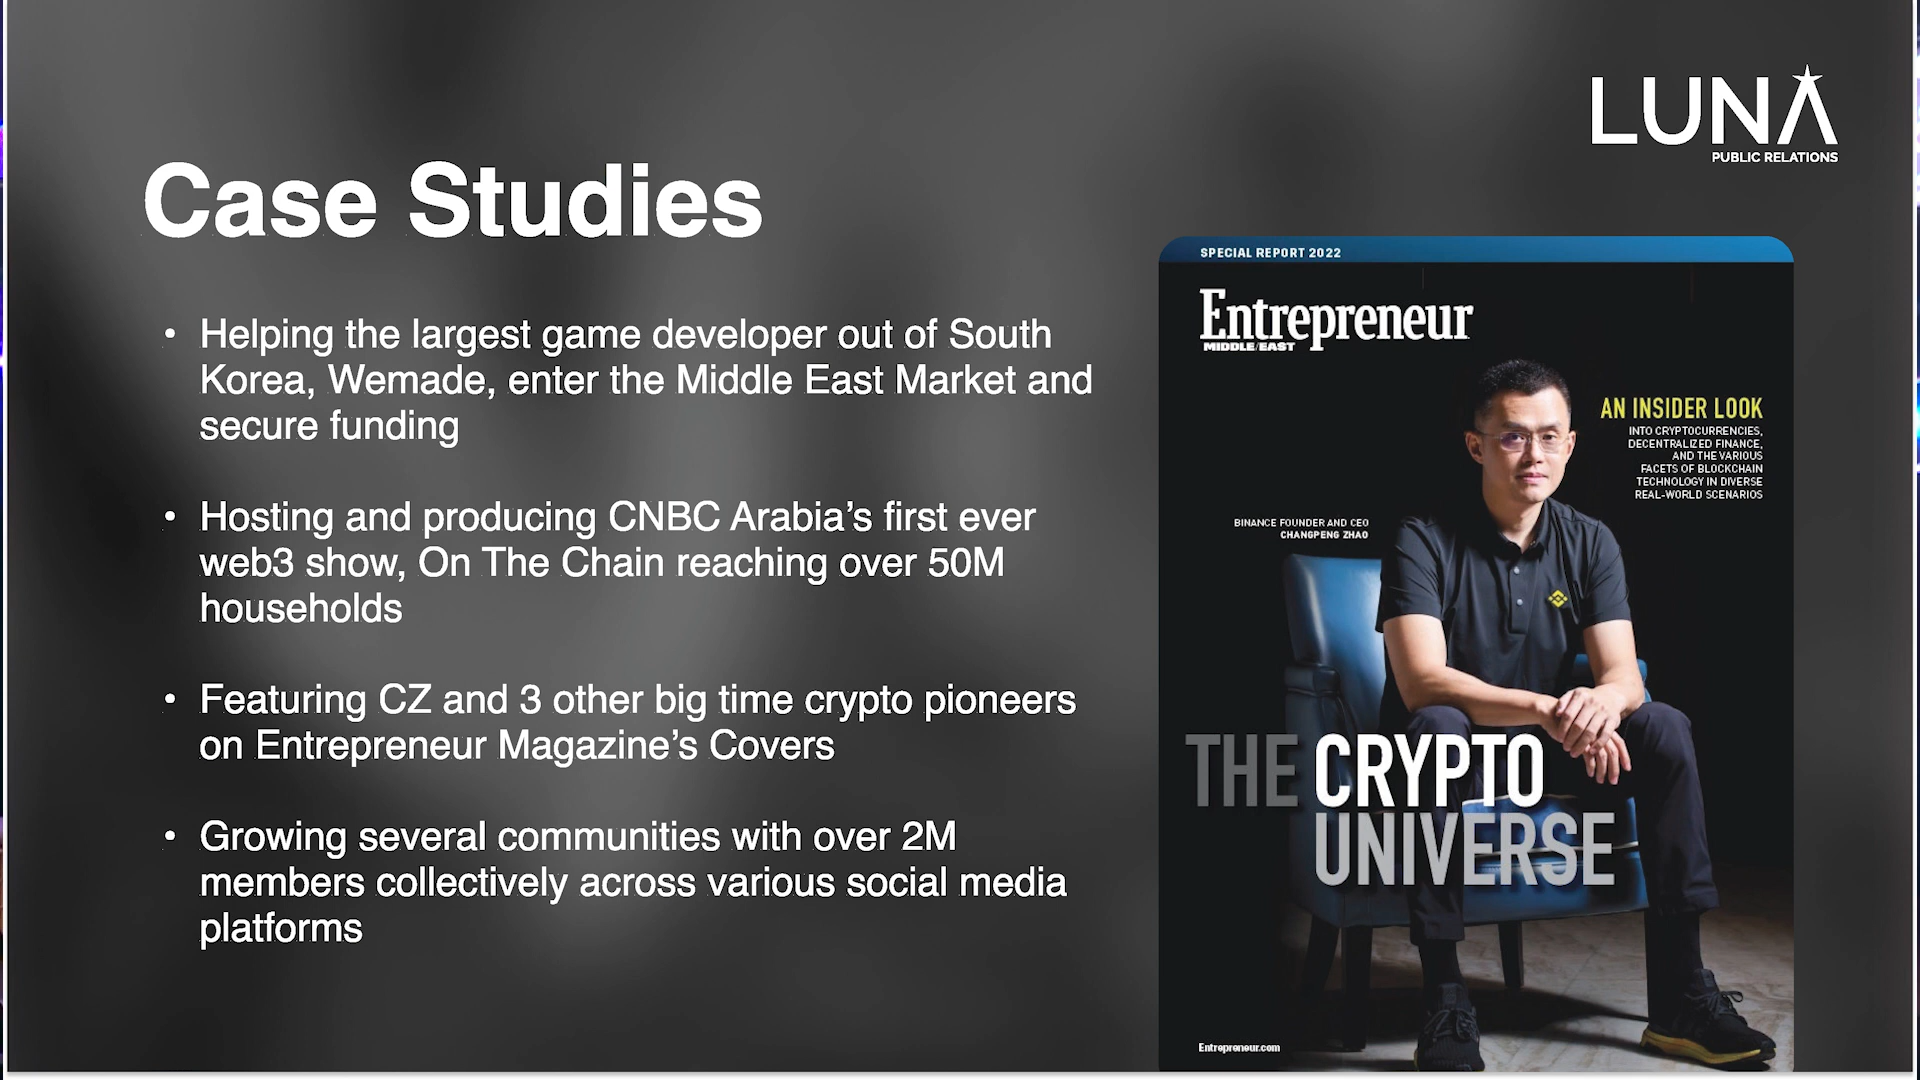 LUNA
PUBLIC RELATIONS
Case Studies
• Helping the largest game developer out of South
Korea, Wemade, enter the Middle East Market and
secure funding
• Hosting and producing CNBC Arabia’s first ever
web3 show, On The Chain reaching over 50M
households
• Featuring CZ and 3 other big time crypto pioneers
on Entrepreneur Magazine’s Covers
• Growing several communities with over 2M
members collectively across various social media
platforms
SPECIAL REPORT 2022
Entrepreneur
MIDDLE EAST
AN INSIDER LOOK
INTO CRYPTOCURRENCIES,
DECENTRALIZED FINANCE,
AND THE VARIOUS
FACETS OF BLOCKCHAIN
TECHNOLOGY IN DIVERSE
REAL-WORLD SCENARIOS
BINANCE FOUNDER AND CEO
CHANGPENG ZHAO
THE CRYPTO
UNIVERSE
Entrepreneur.com